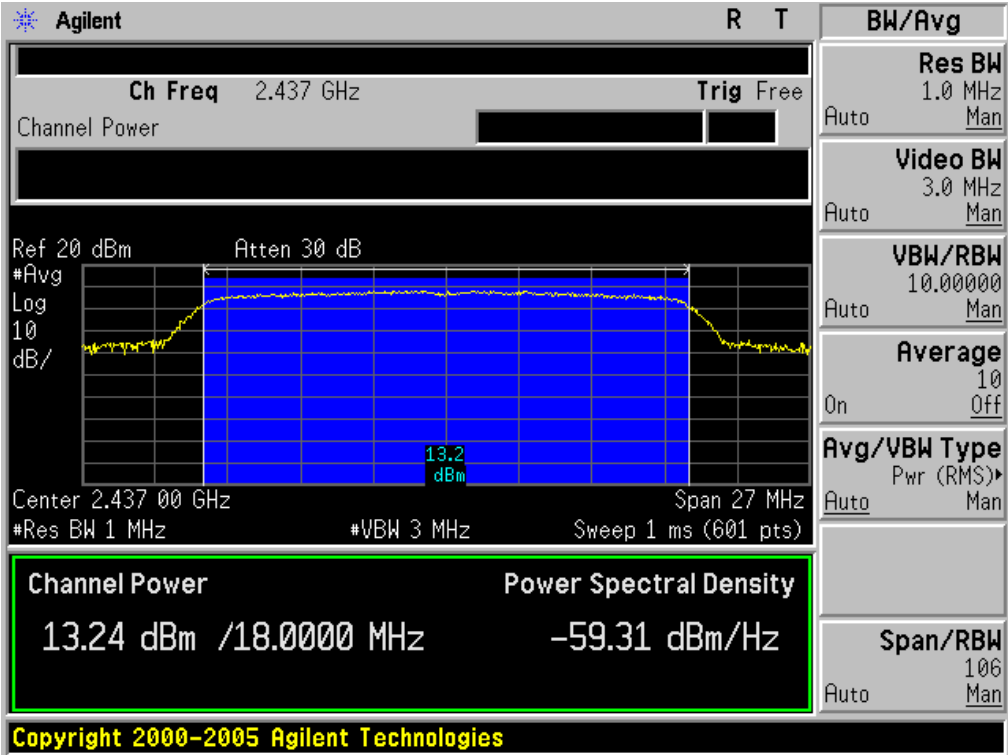 Agilent R T
Ch Freq 2.437 GHz Trig Free
Channel Power
Ref 20 dBm Atten 30 dB
#Avg
Log
10
dB/
13.2
dBm
Center 2.437 00 GHz Span 27 MHz
#Res BW 1 MHz #VBW 3 MHz Sweep 1 ms (601 pts)
Channel Power Power Spectral Density
13.24 dBm /18.0000 MHz -59.31 dBm/Hz
Copyright 2000-2005 Agilent Technologies
BW/Avg
Res BW
1.0 MHz
Auto Man
Video BW
3.0 MHz
Auto Man
VBW/RBW
10.00000
Auto Man
Average
10
On Off
Avg/VBW Type
Pwr (RMS)▸
Auto Man
Span/RBW
106
Auto Man